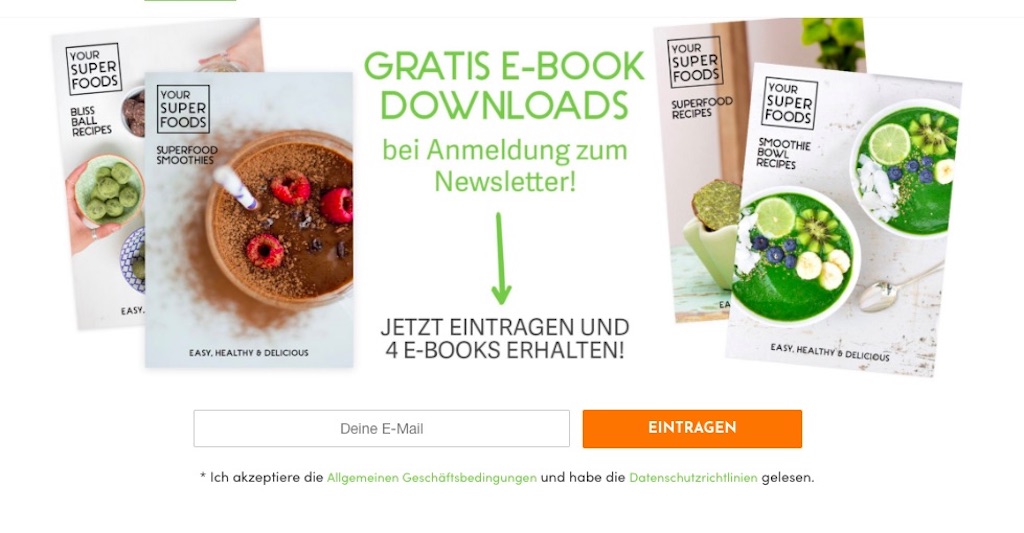 YOUR
SUPER
FOODS
BLISS
BALL
RECIPES
EASY,
YOUR
SUPER
FOODS
SUPERFOOD
SMOOTHIES
EASY, HEALTHY & DELICIOUS
GRATIS E-BOOK
DOWNLOADS
bei Anmeldung zum
Newsletter!
JETZT EINTRAGEN UND
4 E-BOOKS ERHALTEN!
YOUR
SUPER
FOODS
SUPERFOOD
RECIPES
EA
YOUR
SUPER
FOODS
SMOOTHIE
BOWL
RECIPES
EASY, HEALTHY & DELICIOUS
Deine E-Mail
EINTRAGEN
* Ich akzeptiere die Allgemeinen Geschäftsbedingungen und habe die Datenschutzrichtlinien gelesen.